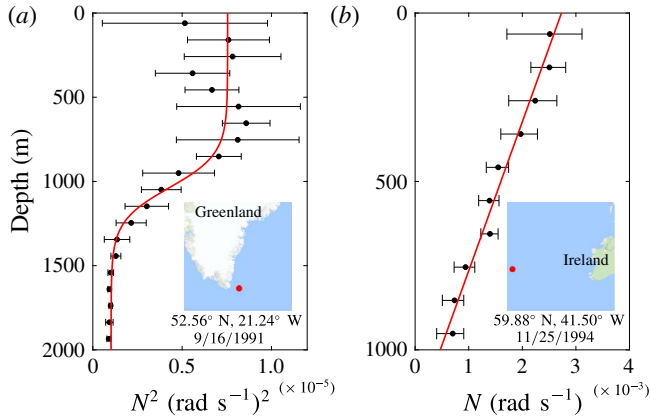 (a)
(b)
0
500
1000
1500
2000
Depth (m)
Greenland
52.56° N, 21.24° W
9/16/1991
0
0.5
1.0
1.5
(× 10⁻⁵)
N² (rad s⁻¹)²
0
500
1000
Ireland
59.88° N, 41.50° W
11/25/1994
0
1
2
3
4
(× 10⁻³)
N (rad s⁻¹)